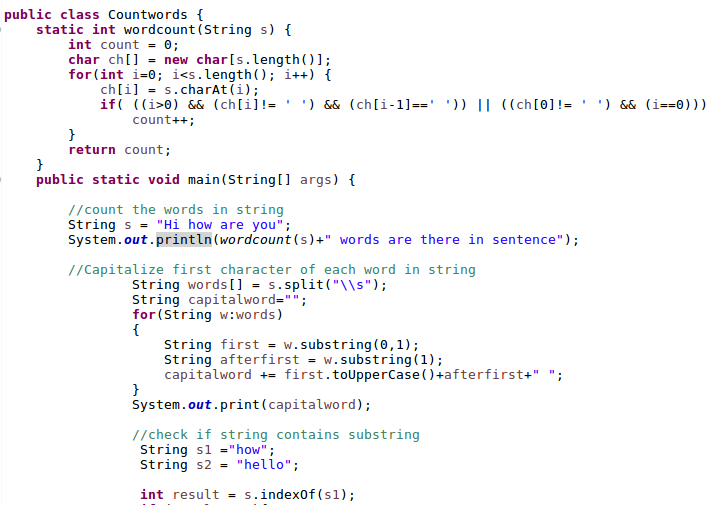 public class Countwords {
    static int wordcount(String s) {
        int count = 0;
        char ch[] = new char[s.length()];
        for(int i=0; i<s.length(); i++) {
            ch[i] = s.charAt(i);
            if( ((i>0) && (ch[i]!= ' ') && (ch[i-1]==' ')) || ((ch[0]!= ' ') && (i==0)))
                count++;
        }
        return count;
    }
    public static void main(String[] args) {
        //count the words in string
        String s = "Hi how are you";
        System.out.println(wordcount(s)+" words are there in sentence");
        //Capitalize first character of each word in string
                String words[] = s.split("\\s");
                String capitalword="";
                for(String w:words)
                {
                    String first = w.substring(0,1);
                    String afterfirst = w.substring(1);
                    capitalword += first.toUpperCase()+afterfirst+" ";
                }
                System.out.print(capitalword);
                //check if string contains substring
                 String s1 ="how";
                 String s2 = "hello";
                 int result = s.indexOf(s1);